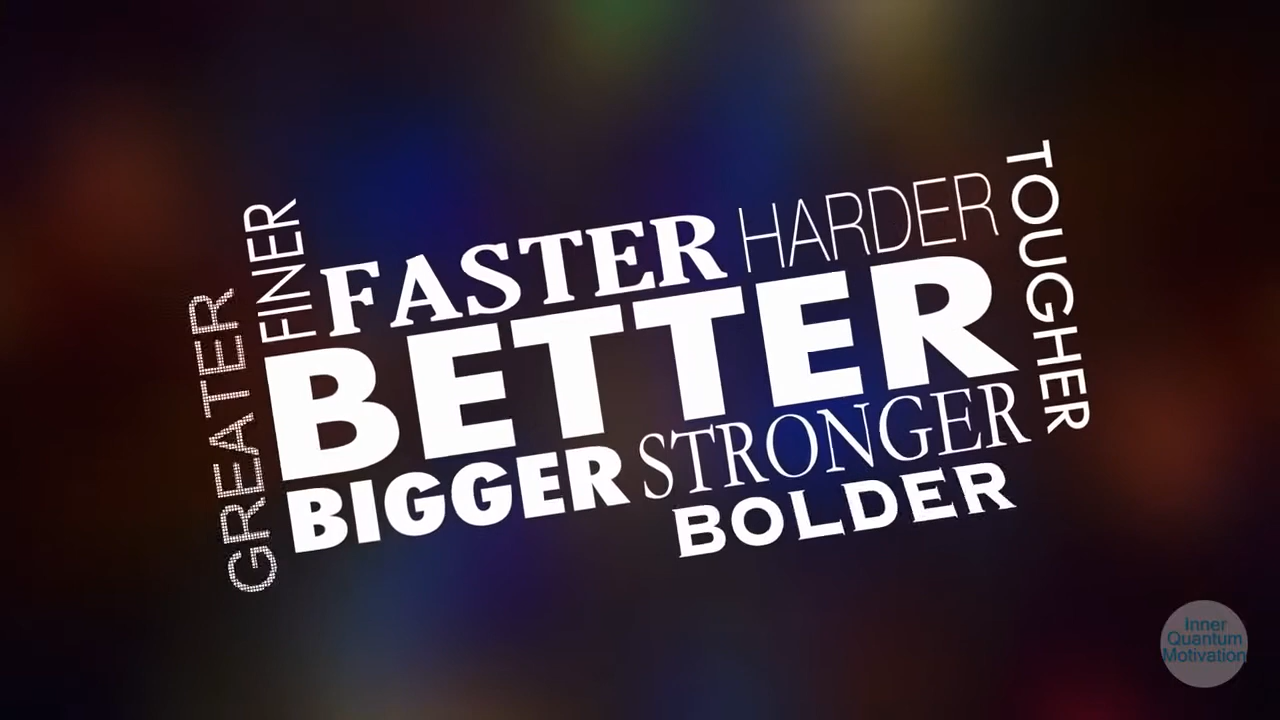 GREATER
FINER
FASTER HARDER
TOUGHER
BETTER
BIGGER STRONGER
BOLDER
Inner
Quantum
Motivation